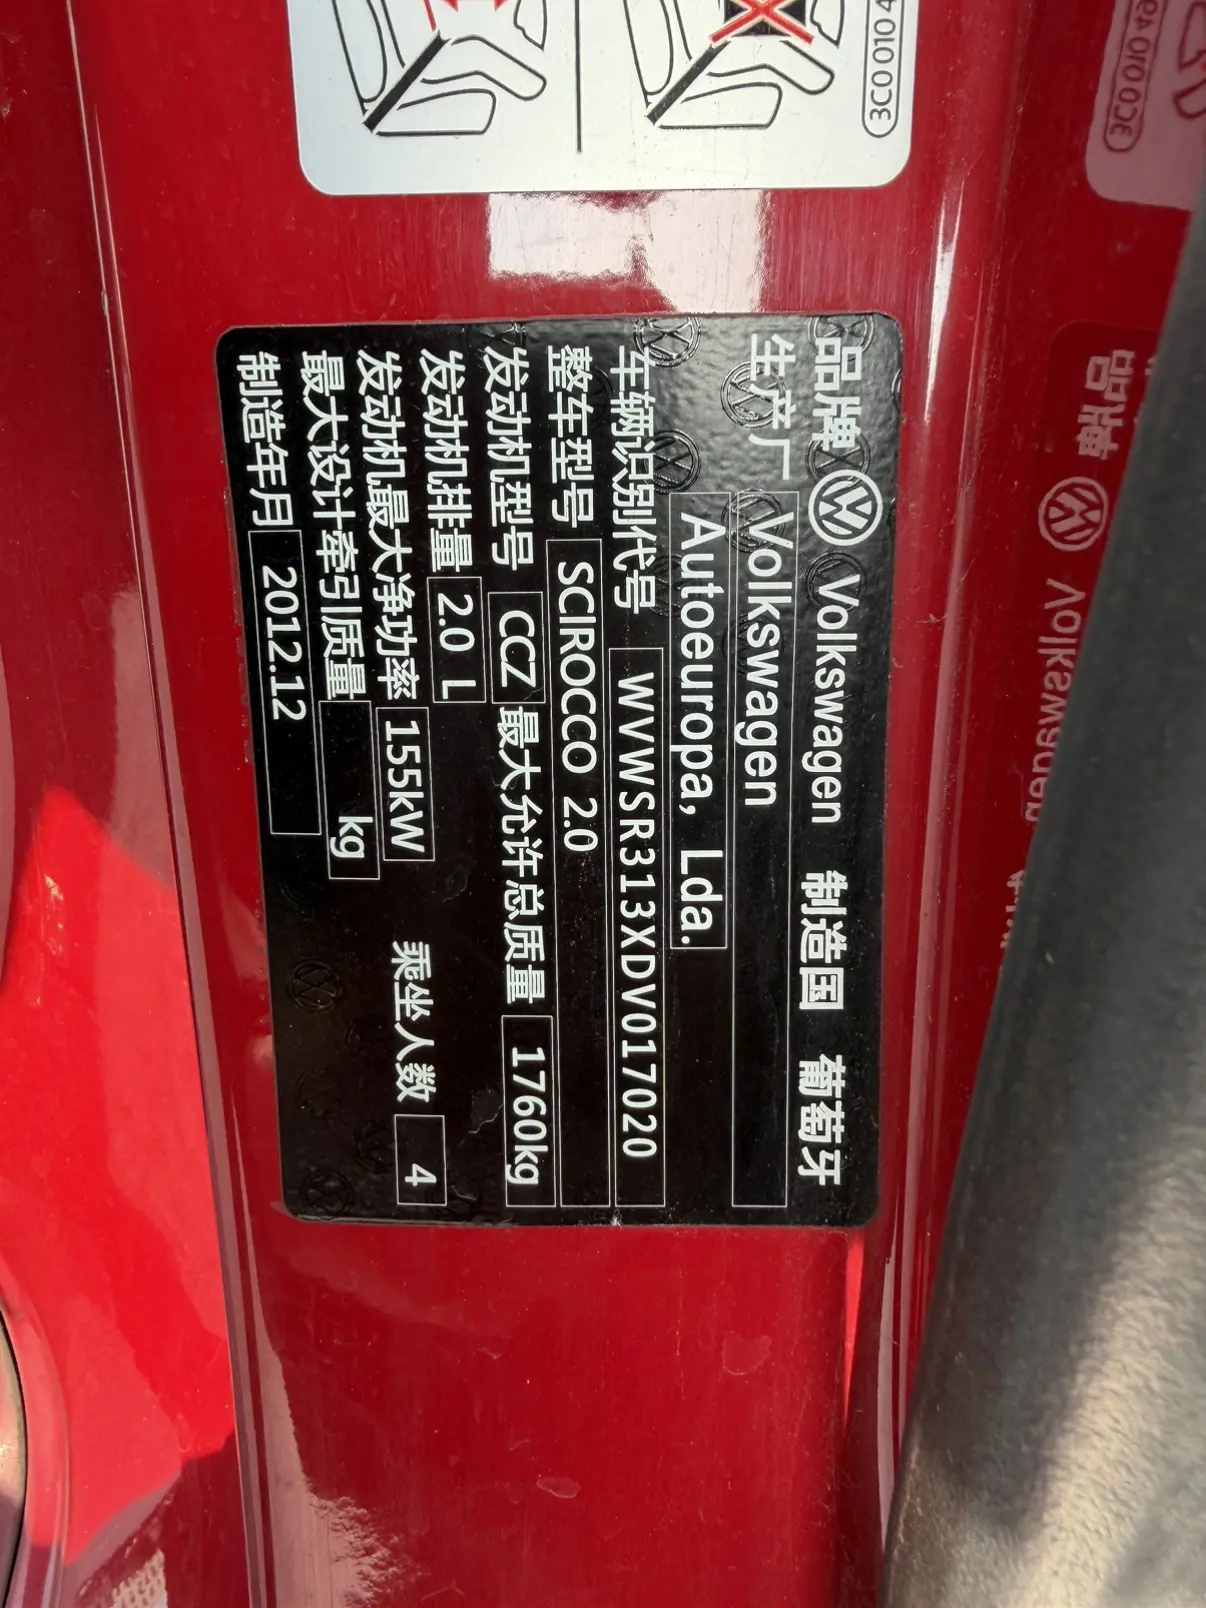 3C0 010 4
品牌 Volkswagen 制造国 葡萄牙
生产厂 Volkswagen
Autoeuropa, Lda.
车辆识别代号 WVWSR313XDV017020
整车型号 SCIROCCO 2.0
发动机型号 CCZ 最大允许总质量 1760kg
发动机排量 2.0 L
发动机最大净功率 155kW 乘坐人数 4
最大设计牵引质量 kg
制造年月 2012.12